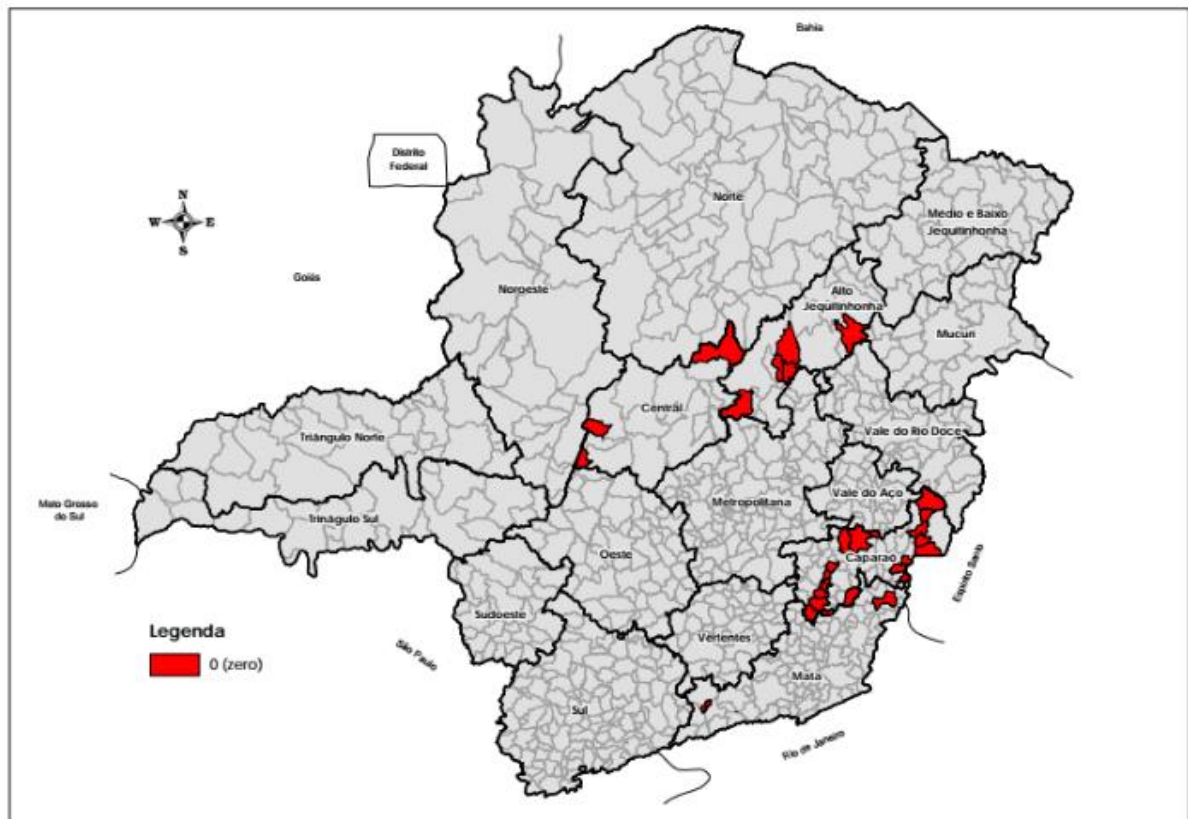 Bahia
Distrito
Federal
N
W E
S
Norte
Médio e Baixo
Jequitinhonha
Goiás
Noroeste
Alto
Jequitinhonha
Mucuri
Central
Triângulo Norte
Vale do Rio Doce
Mato Grosso
do Sul
Metropolitana
Vale do Aço
Trinágulo Sul
Oeste
Caparaó
Espírito Santo
Sudoeste
Legenda
0 (zero)
Vertentes
São Paulo
Mata
Sul
Rio de Janeiro